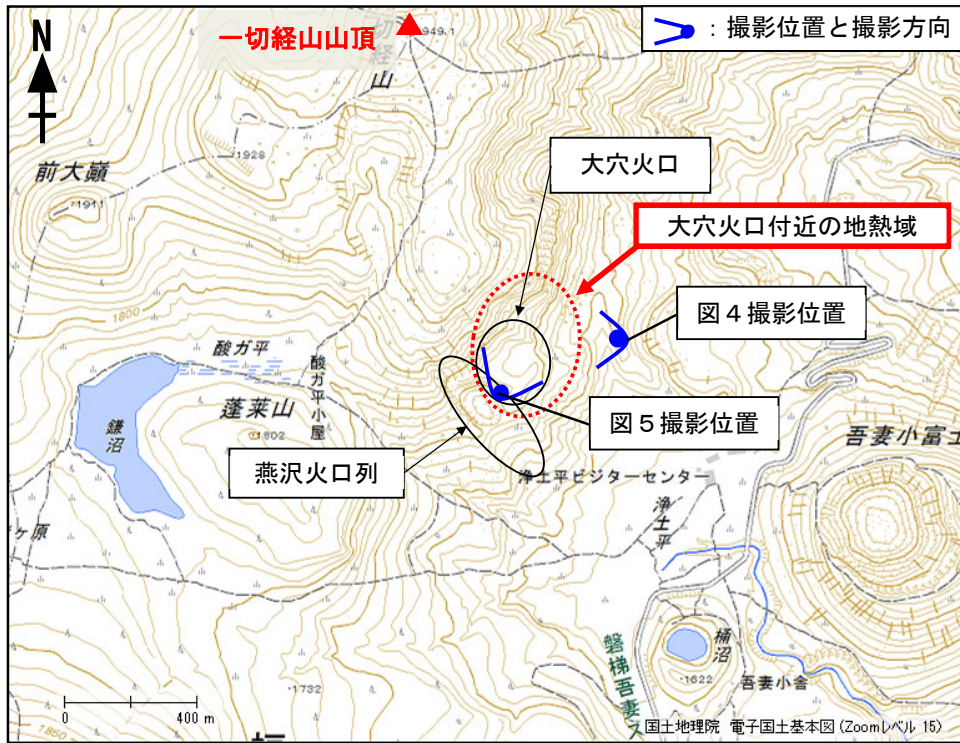 N
一切経山山頂
949.1
切経山
：撮影位置と撮影方向
1928
前大巓
1911
大穴火口
大穴火口付近の地熱域
図４撮影位置
1800
酸ガ平
酸ガ平小屋
蓬莱山
1802
鎌沼
図５撮影位置
吾妻小富士
燕沢火口列
浄土平ビジターセンター
浄土平
ケ原
桶沼
1622
吾妻小舎
磐梯吾妻ス
1732
1850
0
400 m
国土地理院 電子国土基本図(Zoomレベル 15)